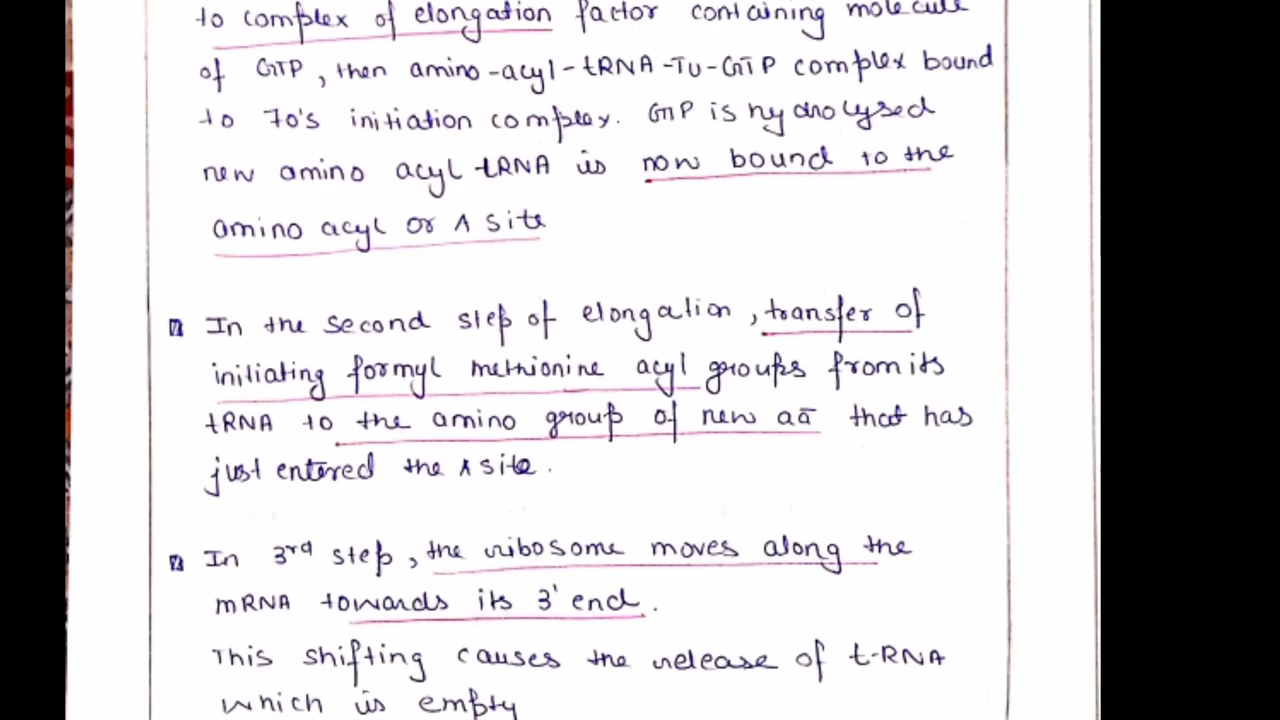 to complex of elongation factor containing molecule
of GTP, then amino-acyl-tRNA-Tu-GTP complex bound
to 70's initiation complex. GTP is hydrolysed
new amino acyl tRNA is now bound to the
amino acyl or A site
In the second step of elongation, transfer of
initiating formyl methionine acyl groups from its
tRNA to the amino group of new aā that has
just entered the A site.
In 3rd step, the ribosome moves along the
mRNA towards its 3' end.
This shifting causes the release of t-RNA
which is empty